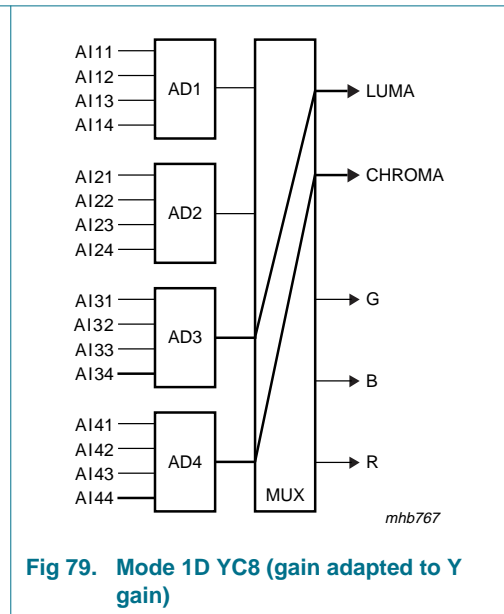 AI11
AI12
AI13
AI14
AD1
AI21
AI22
AI23
AI24
AD2
AI31
AI32
AI33
AI34
AD3
AI41
AI42
AI43
AI44
AD4
MUX
LUMA
CHROMA
G
B
R
mhb767
Fig 79. Mode 1D YC8 (gain adapted to Y
gain)